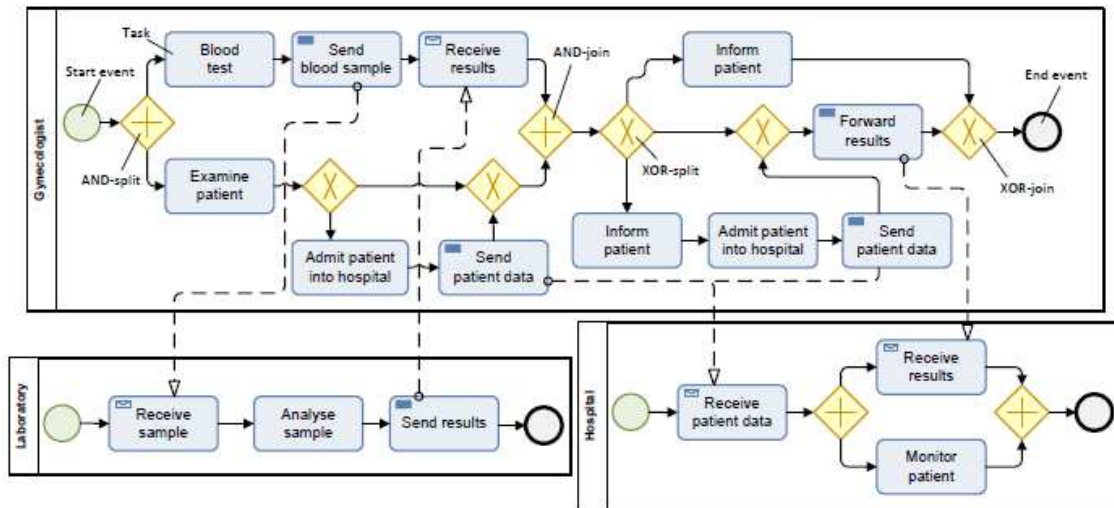 Gynecologist
Task
Start event
AND-split
Blood
test
Send
blood sample
Receive
results
AND-join
Examine
patient
Admit patient
into hospital
Send
patient data
XOR-split
Inform
patient
Inform
patient
Admit patient
into hospital
Send
patient data
Forward
results
End event
XOR-join
Laboratory
Receive
sample
Analyse
sample
Send results
Hospital
Receive
patient data
Receive
results
Monitor
patient